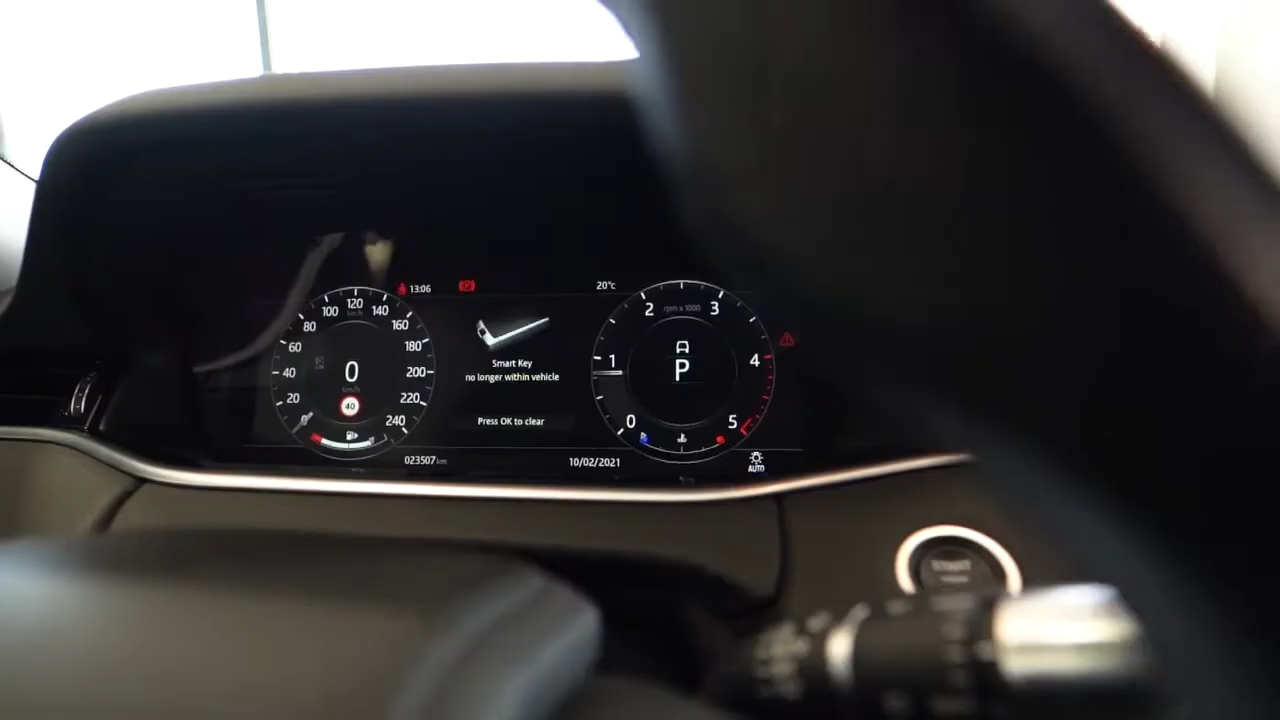 13:06
20°c
120
km/h
100
140
80
160
60
180
40
200
20
220
240
0
km/h
40
Smart Key
no longer within vehicle
Press OK to clear
023507 km
10/02/2021
rpm x 1000
2
3
1
4
0
5
P
AUTO
START